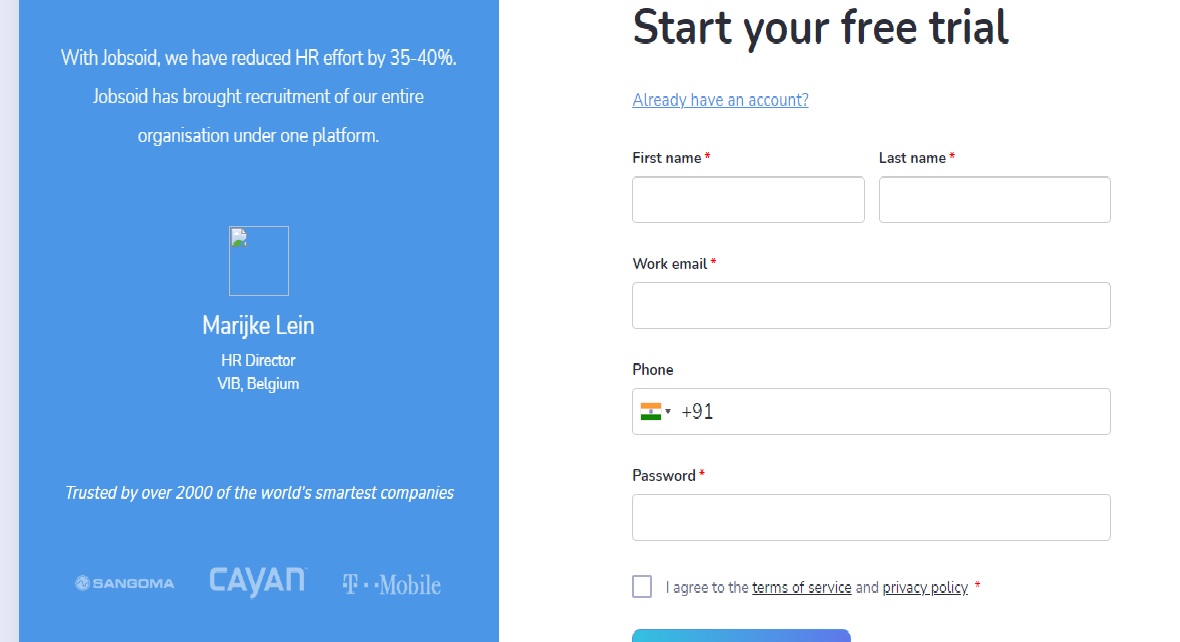 With Jobsoid, we have reduced HR effort by 35-40%.
Jobsoid has brought recruitment of our entire
organisation under one platform.
Marijke Lein
HR Director
VIB, Belgium
Trusted by over 2000 of the world's smartest companies
SANGOMA
CAYAN
T··Mobile
Start your free trial
Already have an account?
First name *
Last name *
Work email *
Phone
+91
Password *
I agree to the terms of service and privacy policy *